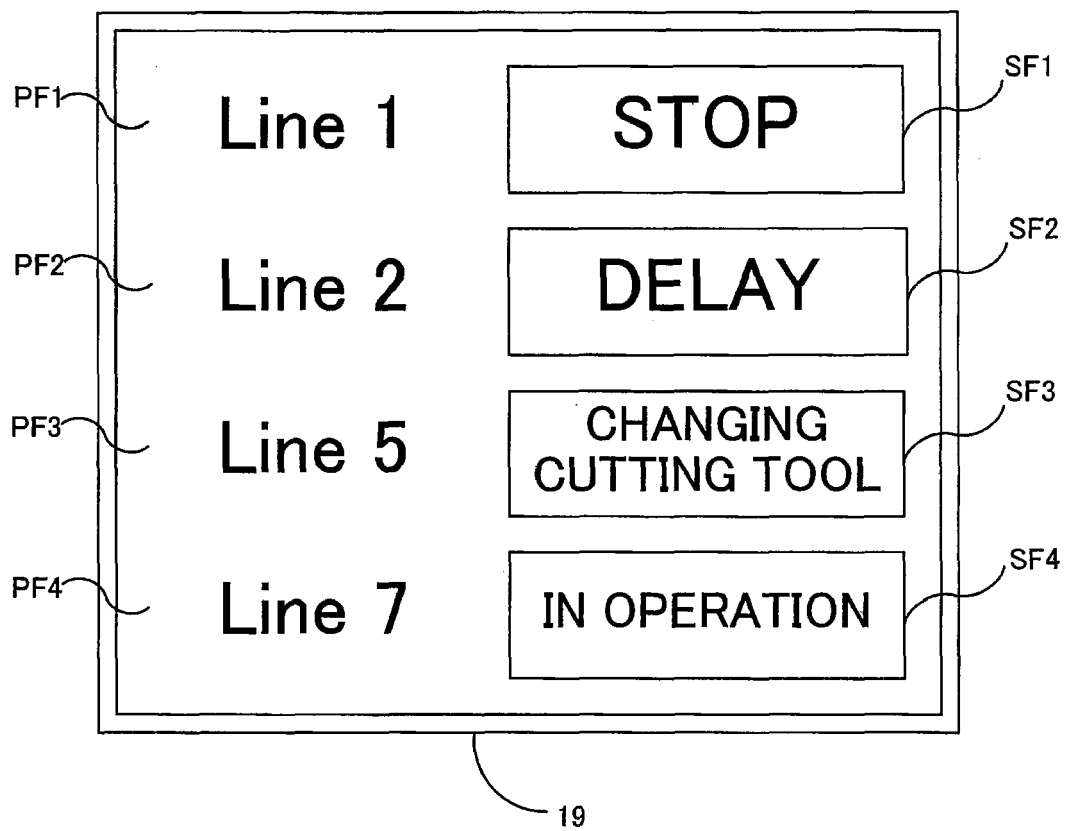 PF1 Line 1 STOP SF1
PF2 Line 2 DELAY SF2
PF3 Line 5 CHANGING
CUTTING TOOL SF3
PF4 Line 7 IN OPERATION SF4
19